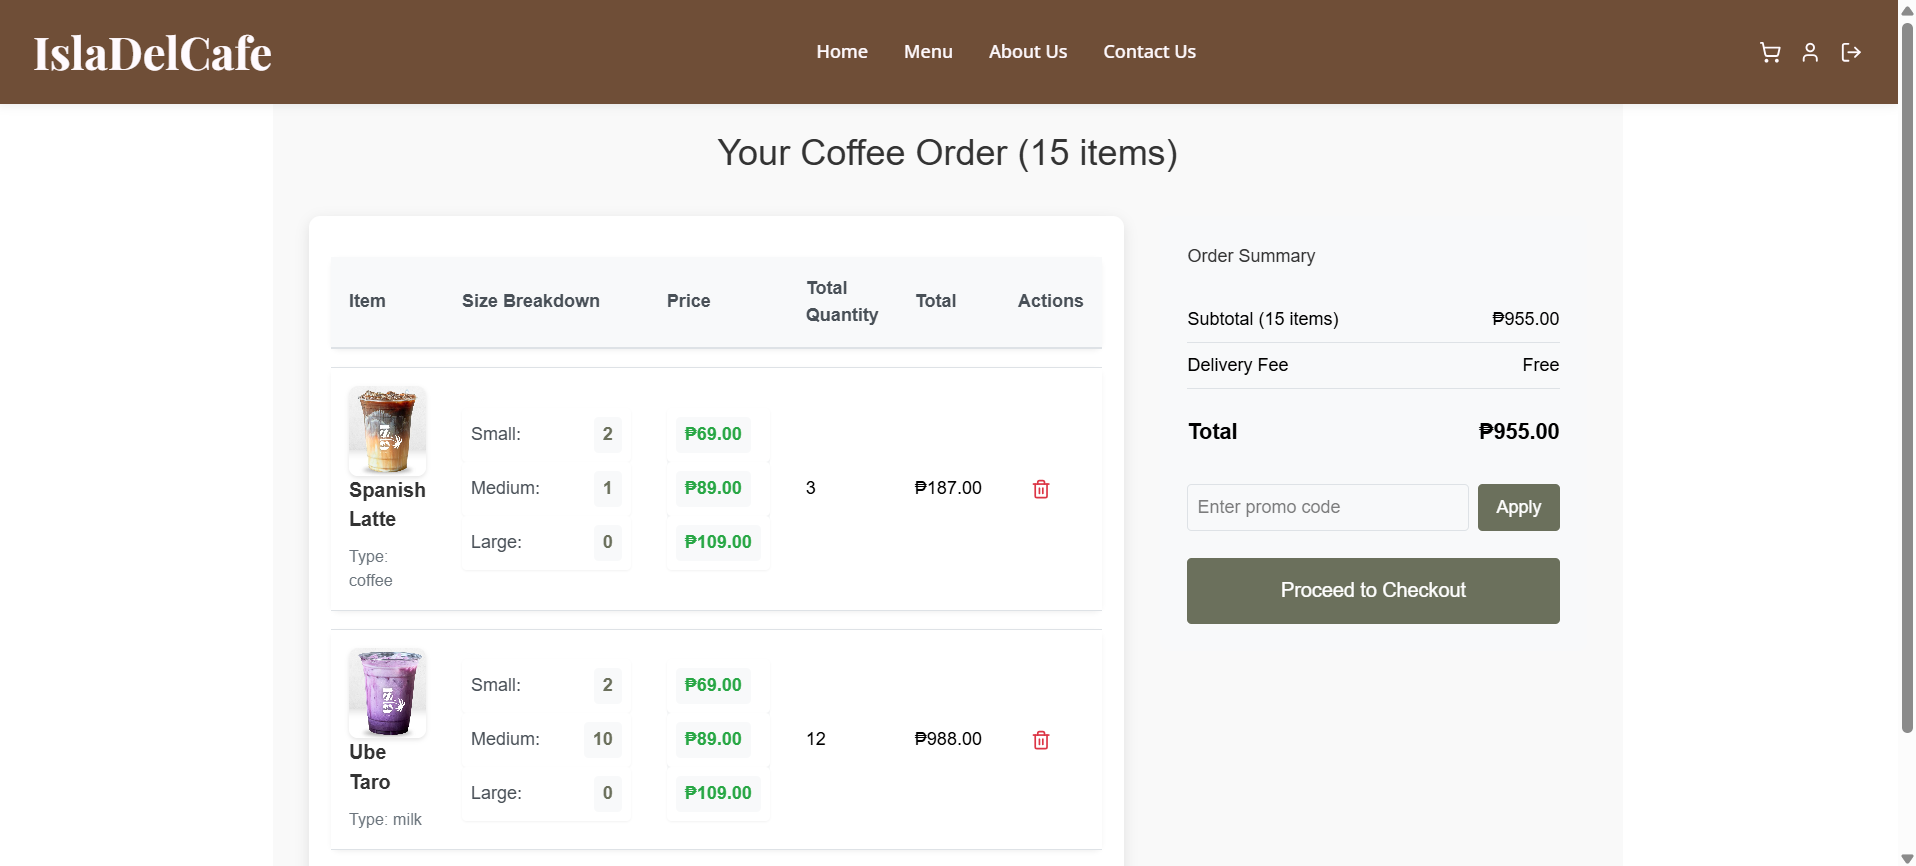 IslaDelCafe
Home Menu About Us Contact Us
Your Coffee Order (15 items)
Item Size Breakdown Price Total Quantity Total Actions
Spanish
Latte
Type:
coffee
Small: 2 ₱69.00
Medium: 1 ₱89.00 3 ₱187.00
Large: 0 ₱109.00
Ube
Taro
Type: milk
Small: 2 ₱69.00
Medium: 10 ₱89.00 12 ₱988.00
Large: 0 ₱109.00
Order Summary
Subtotal (15 items) ₱955.00
Delivery Fee Free
Total ₱955.00
Enter promo code Apply
Proceed to Checkout